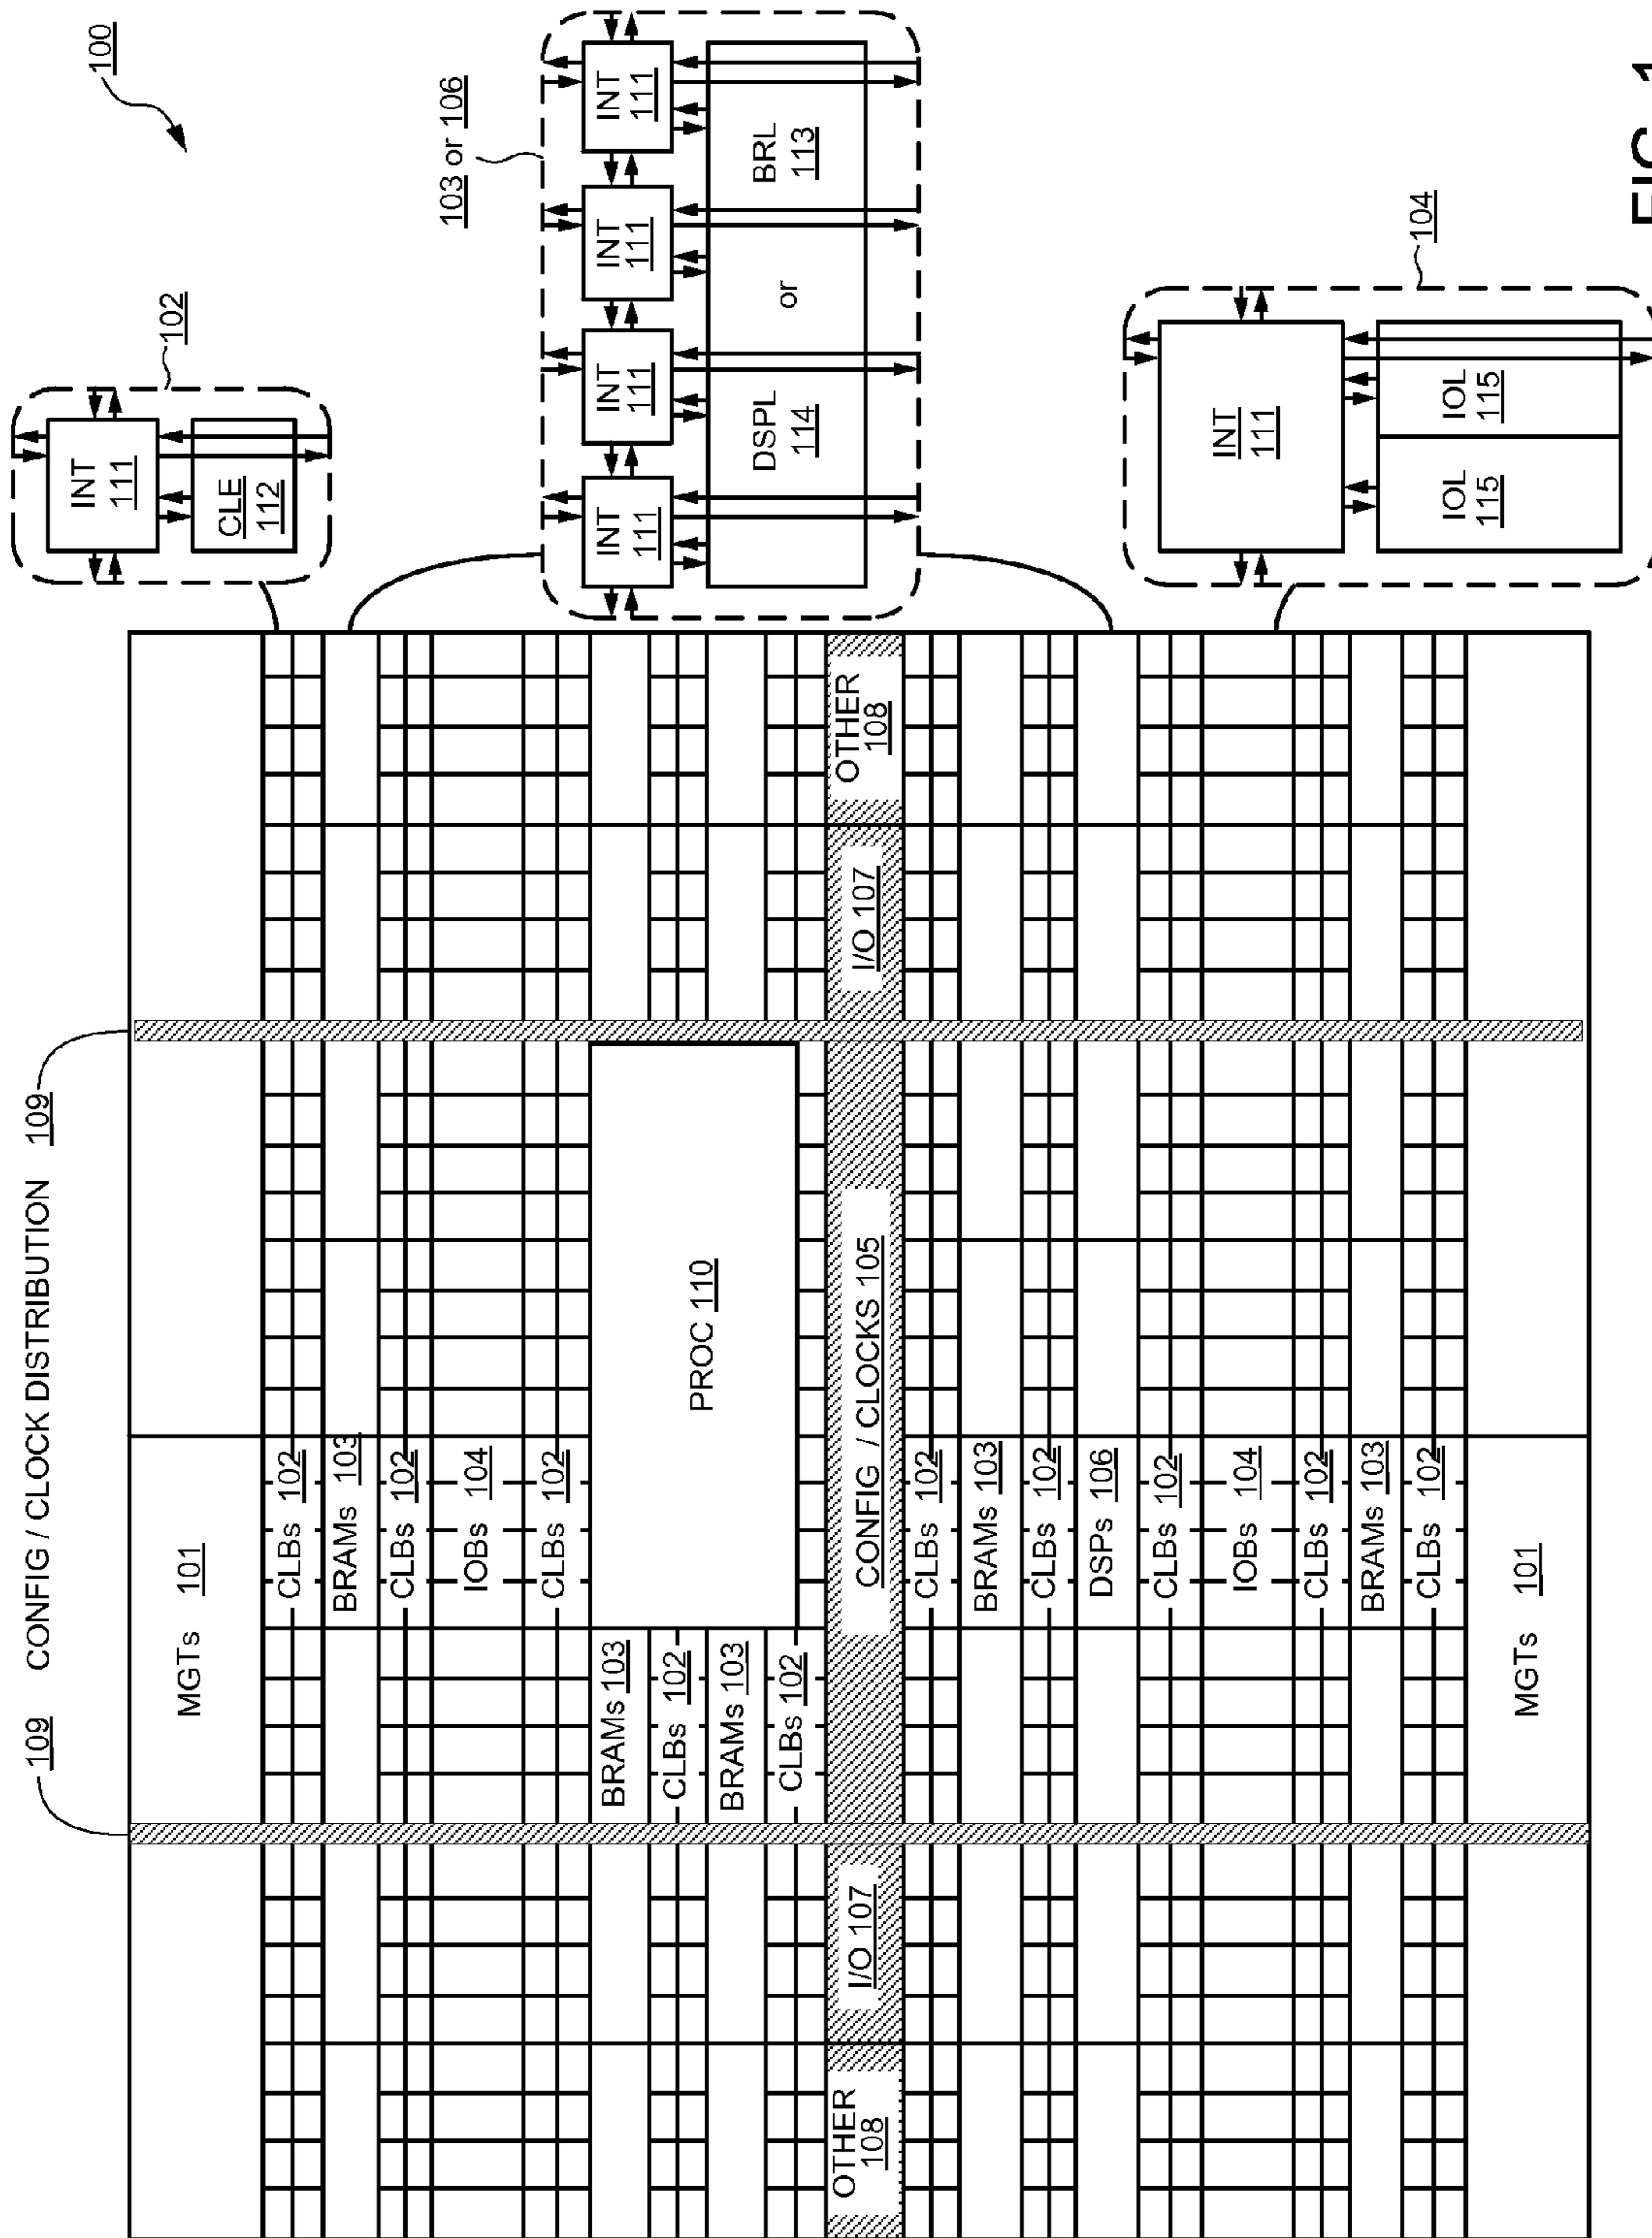 100
102
INT
111
CLE
112
103 or 106
INT
111
INT
111
INT
111
INT
111
DSPL
114
or
BRL
113
104
INT
111
IOL
115
IOL
115
109
CONFIG / CLOCK DISTRIBUTION
109
MGTs 101
CLBs 102
BRAMs 103
CLBs 102
IOBs 104
CLBs 102
BRAMs 103
CLBs 102
BRAMs 103
CLBs 102
PROC 110
OTHER
108
I/O 107
CONFIG / CLOCKS 105
I/O 107
OTHER
108
CLBs 102
BRAMs 103
CLBs 102
DSPs 106
CLBs 102
IOBs 104
CLBs 102
BRAMs 103
CLBs 102
MGTs 101
FIG. 1